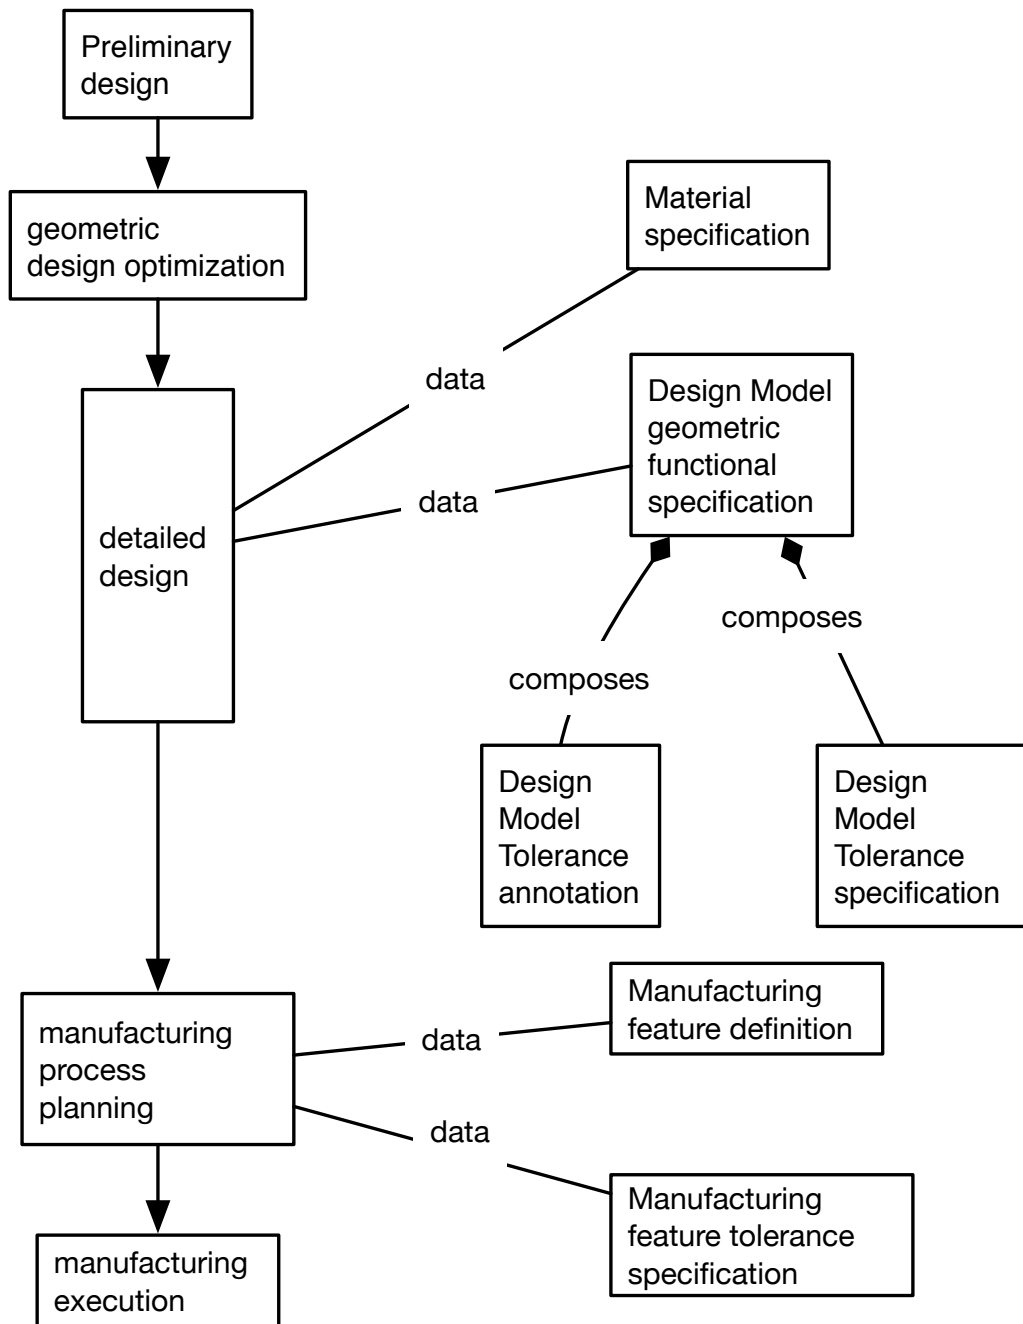 Preliminary
design
geometric
design optimization
Material
specification
data
Design Model
geometric
functional
specification
data
detailed
design
composes
composes
Design
Model
Tolerance
annotation
Design
Model
Tolerance
specification
Manufacturing
feature definition
manufacturing
process
planning
data
data
Manufacturing
feature tolerance
specification
manufacturing
execution